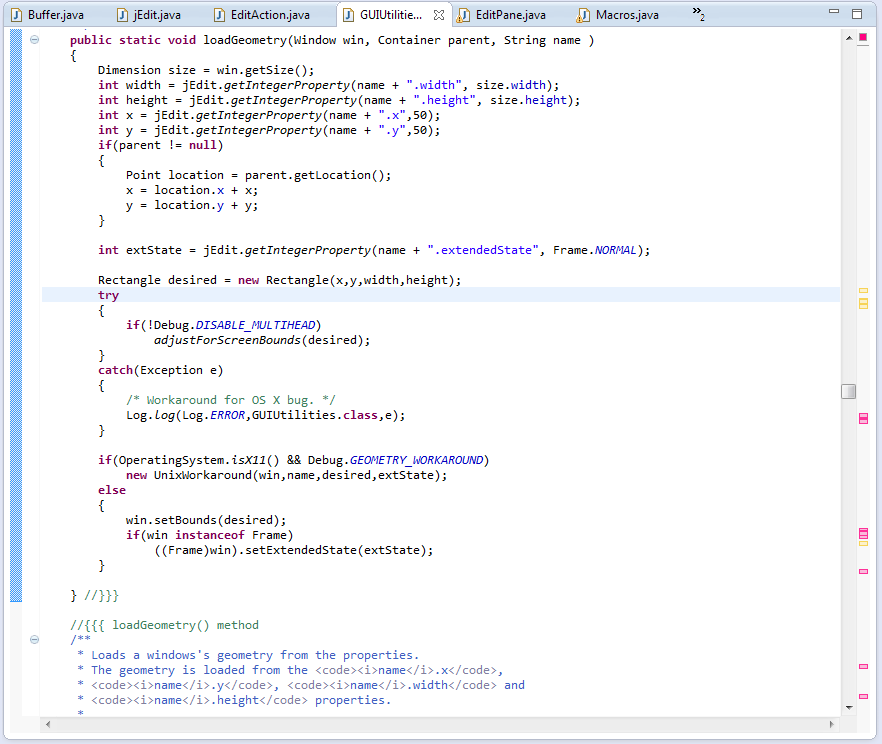 Buffer.java jEdit.java EditAction.java GUIUtilitie... EditPane.java Macros.java »2
public static void loadGeometry(Window win, Container parent, String name )
{
    Dimension size = win.getSize();
    int width = jEdit.getIntegerProperty(name + ".width", size.width);
    int height = jEdit.getIntegerProperty(name + ".height", size.height);
    int x = jEdit.getIntegerProperty(name + ".x",50);
    int y = jEdit.getIntegerProperty(name + ".y",50);
    if(parent != null)
    {
        Point location = parent.getLocation();
        x = location.x + x;
        y = location.y + y;
    }
    int extState = jEdit.getIntegerProperty(name + ".extendedState", Frame.NORMAL);
    Rectangle desired = new Rectangle(x,y,width,height);
    try
    {
        if(!Debug.DISABLE_MULTIHEAD)
            adjustForScreenBounds(desired);
    }
    catch(Exception e)
    {
        /* Workaround for OS X bug. */
        Log.log(Log.ERROR,GUIUtilities.class,e);
    }
    if(OperatingSystem.isX11() && Debug.GEOMETRY_WORKAROUND)
        new UnixWorkaround(win,name,desired,extState);
    else
    {
        win.setBounds(desired);
        if(win instanceof Frame)
            ((Frame)win).setExtendedState(extState);
    }
} //}}}
//{{{ loadGeometry() method
/**
 * Loads a windows's geometry from the properties.
 * The geometry is loaded from the <code><i>name</i>.x</code>,
 * <code><i>name</i>.y</code>, <code><i>name</i>.width</code> and
 * <code><i>name</i>.height</code> properties.
 *